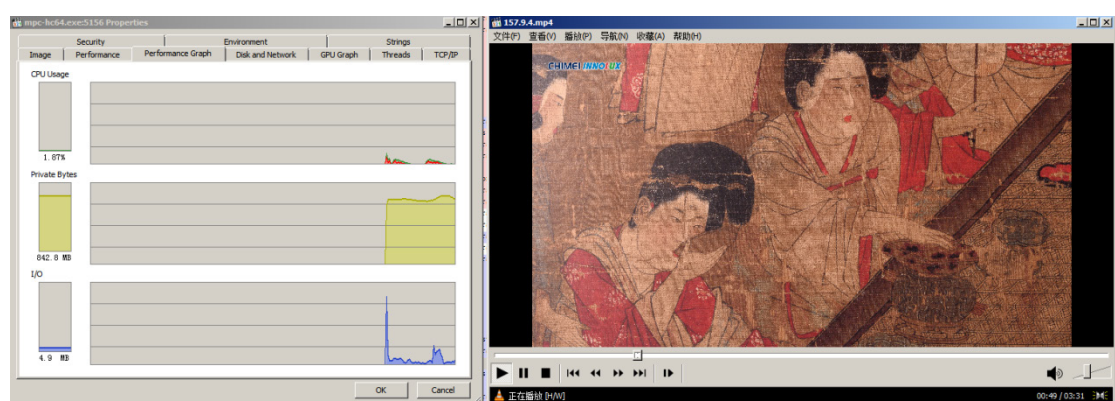 mpc-hc64.exe:5156 Properties
Security Environment Strings
Image Performance Performance Graph Disk and Network GPU Graph Threads TCP/IP
CPU Usage
1.87%
Private Bytes
842.8 MB
I/O
4.9 MB
OK Cancel
157.9.4.mp4
文件(F) 查看(V) 播放(P) 导航(N) 收藏(A) 帮助(H)
CHIMEI INNOLUX
正在播放 [H/W]
00:49 / 03:31